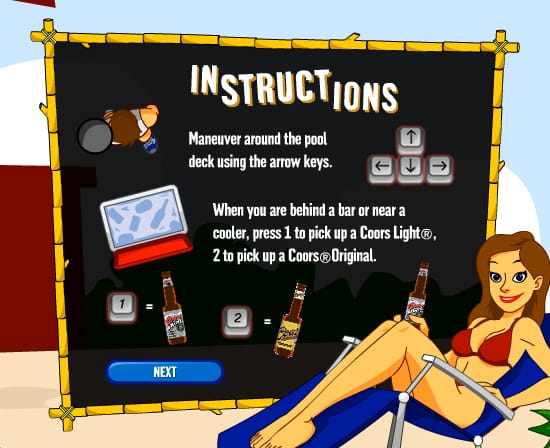 INSTRUCTIONS
Maneuver around the pool
deck using the arrow keys.
↑
← ↓ →
When you are behind a bar or near a
cooler, press 1 to pick up a Coors Light®,
2 to pick up a Coors®Original.
1 =
2 =
NEXT